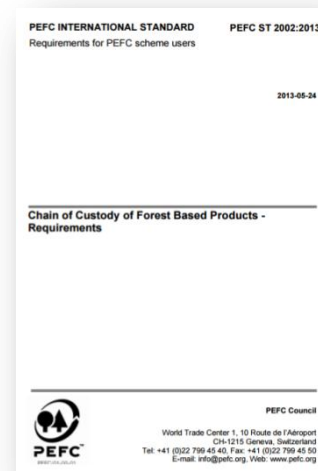 PEFC INTERNATIONAL STANDARD
PEFC ST 2002:2013
Requirements for PEFC scheme users
2013-05-24
Chain of Custody of Forest Based Products -
Requirements
PEFC Council
World Trade Center 1, 10 Route de l'Aéroport
CH-1215 Geneva, Switzerland
Tel: +41 (0)22 799 45 40, Fax: +41 (0)22 799 45 50
E-mail: info@pefc.org, Web: www.pefc.org
PEFC™